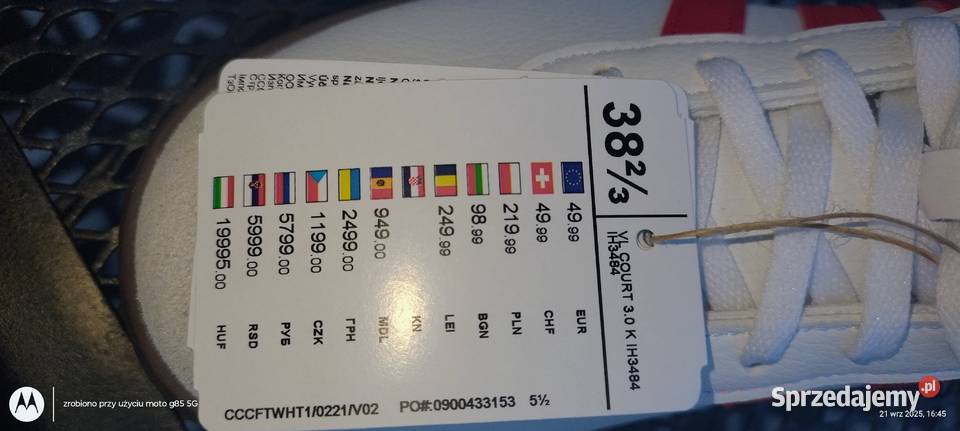 38⅔
VL COURT 3.0 K IH3484
IH3484
49.99 EUR
49.99 CHF
219.99 PLN
98.99 BGN
249.99 LEI
KN
949.00 MDL
2499.00 ГРН
1199.00 CZK
5799.00 РУБ
5999.00 RSD
19995.00 HUF
CCCFTWHT1/0221/V02 PO#:0900433153 5½
zrobiono przy użyciu moto g85 5G
Sprzedajemy.pl
21 wrz 2025, 16:45